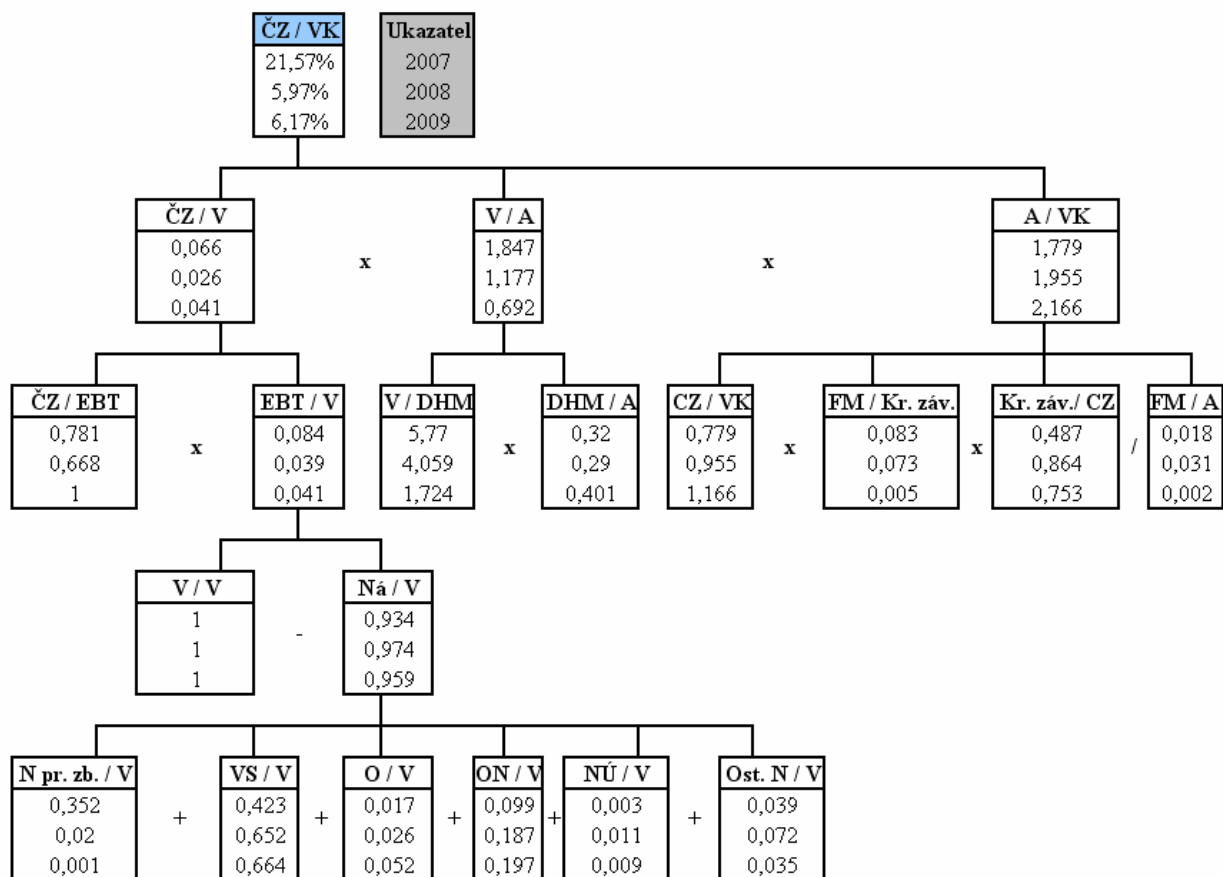 ČZ / VK Ukazatel
21,57% 2007
5,97% 2008
6,17% 2009
ČZ / V V / A A / VK
0,066 1,847 1,779
x x
0,026 1,177 1,955
0,041 0,692 2,166
ČZ / EBT EBT / V V / DHM DHM / A CZ / VK FM / Kr. záv. Kr. záv./ CZ FM / A
0,781 0,084 5,77 0,32 0,779 0,083 0,487 0,018
0,668 x 0,039 4,059 x 0,29 0,955 x 0,073 x 0,864 / 0,031
1 0,041 1,724 0,401 1,166 0,005 0,753 0,002
V / V Ná / V
1 0,934
1 - 0,974
1 0,959
N pr. zb. / V VS / V O / V ON / V NÚ / V Ost. N / V
0,352 0,423 0,017 0,099 0,003 0,039
+ + + + +
0,02 0,652 0,026 0,187 0,011 0,072
0,001 0,664 0,052 0,197 0,009 0,035